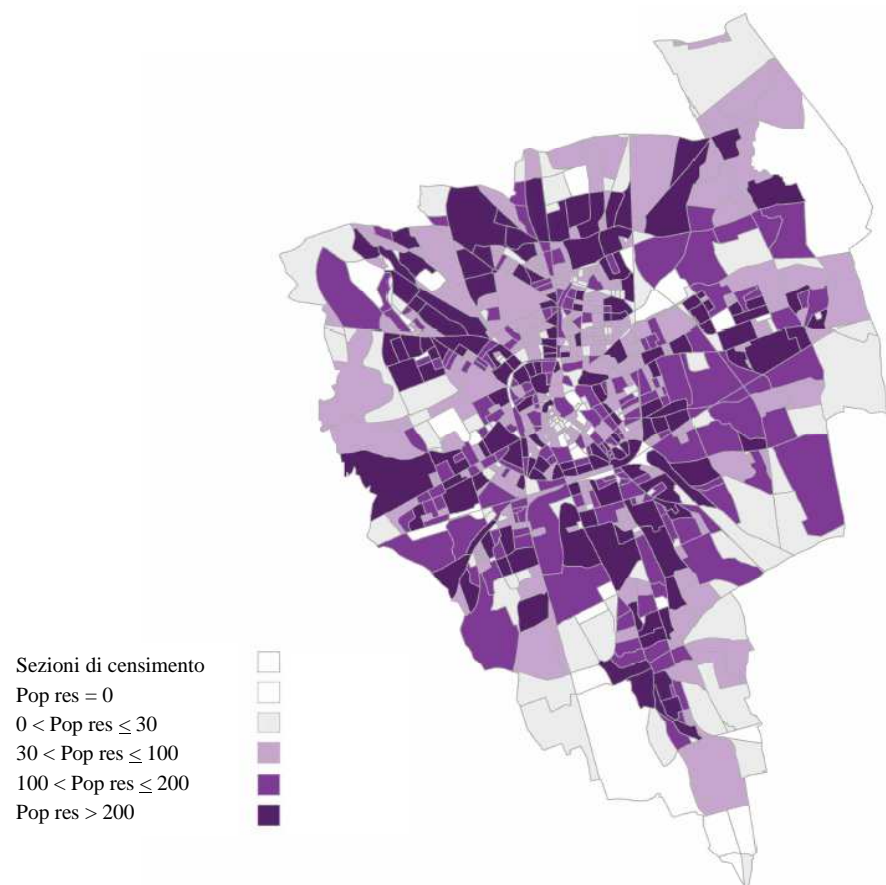 Sezioni di censimento
Pop res = 0
0 < Pop res ≤ 30
30 < Pop res ≤ 100
100 < Pop res ≤ 200
Pop res > 200